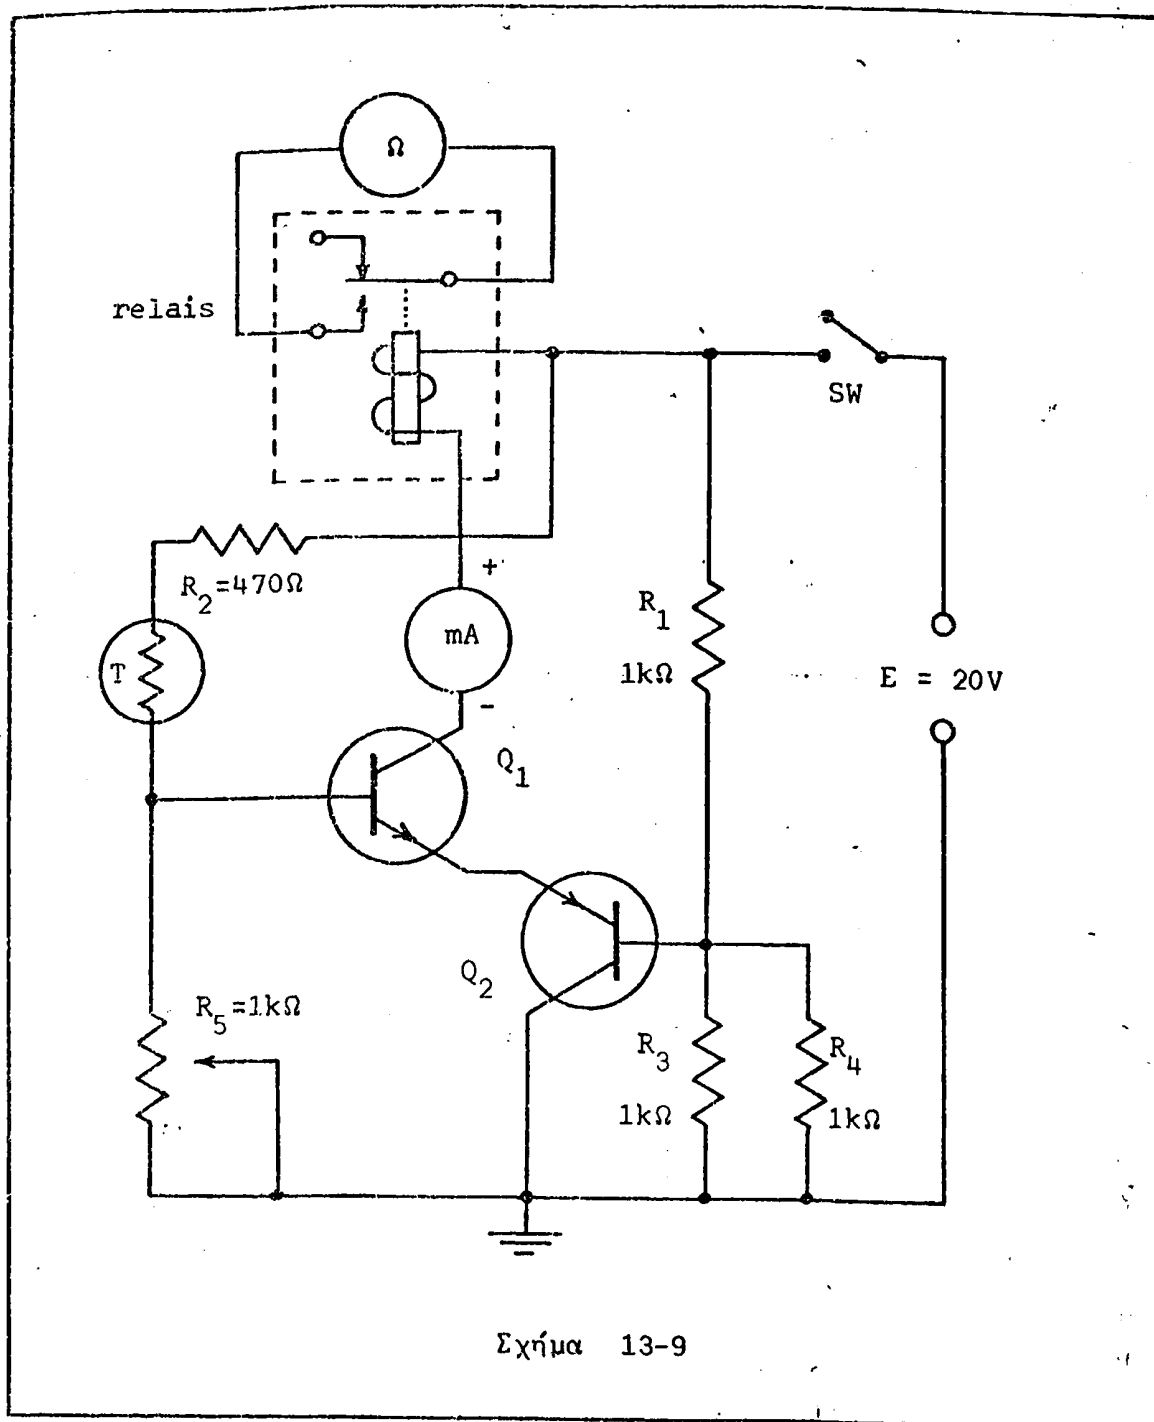 Ω
relais
SW
R2=470Ω
+
mA
-
R1
1kΩ
E = 20V
T
Q1
Q2
R5=1kΩ
R3
1kΩ
R4
1kΩ
Σχήμα 13-9